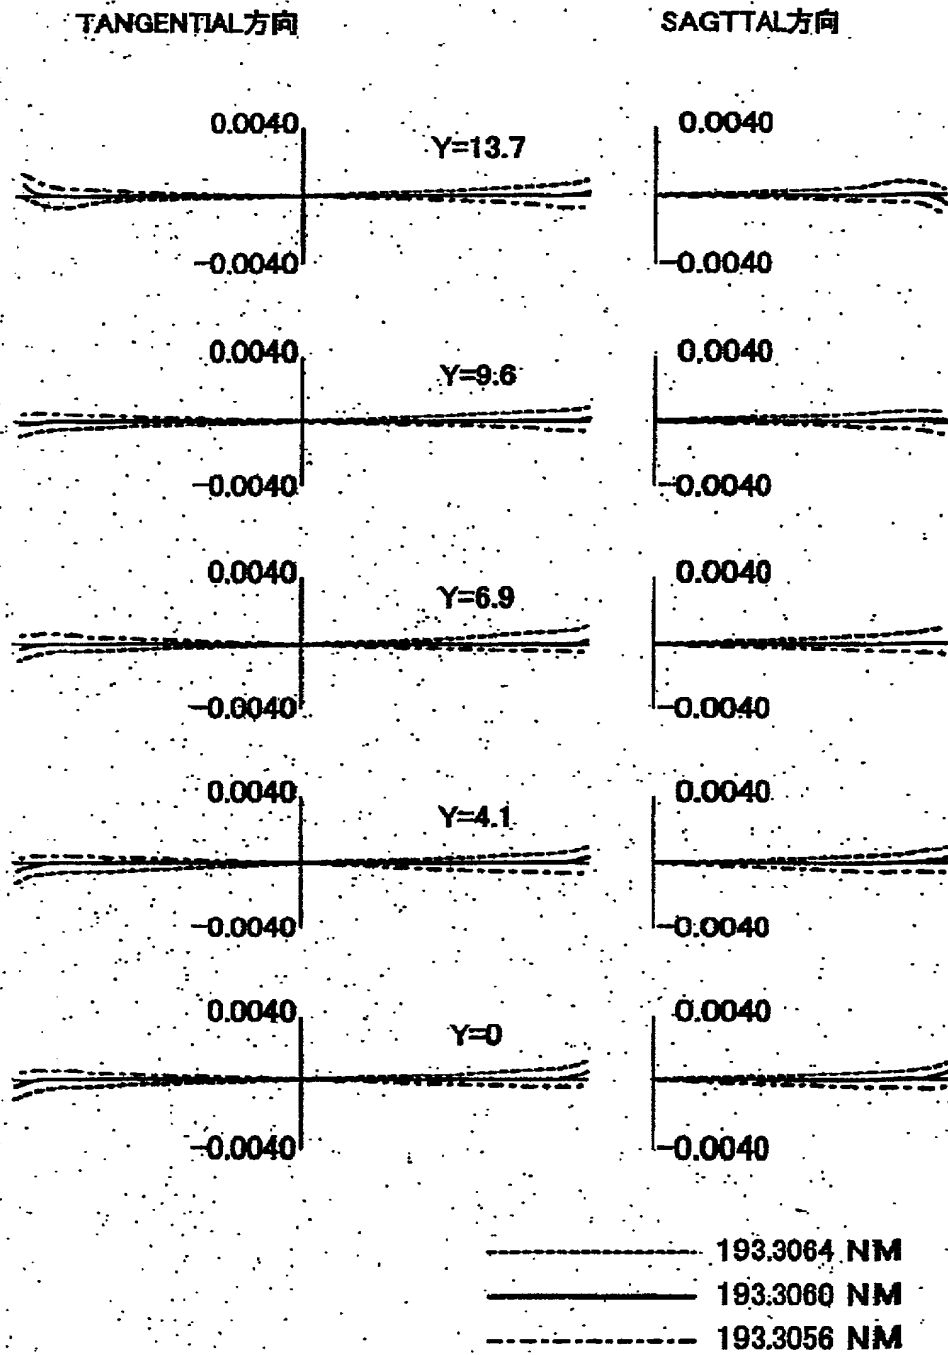 TANGENTIAL方向 SAGTTAL方向
0.0040 Y=13.7 0.0040
-0.0040 -0.0040
0.0040 Y=9.6 0.0040
-0.0040 -0.0040
0.0040 Y=6.9 0.0040
-0.0040 -0.0040
0.0040 Y=4.1 0.0040
-0.0040 -0.0040
0.0040 Y=0 0.0040
-0.0040 -0.0040
193.3064 NM
193.3060 NM
193.3056 NM